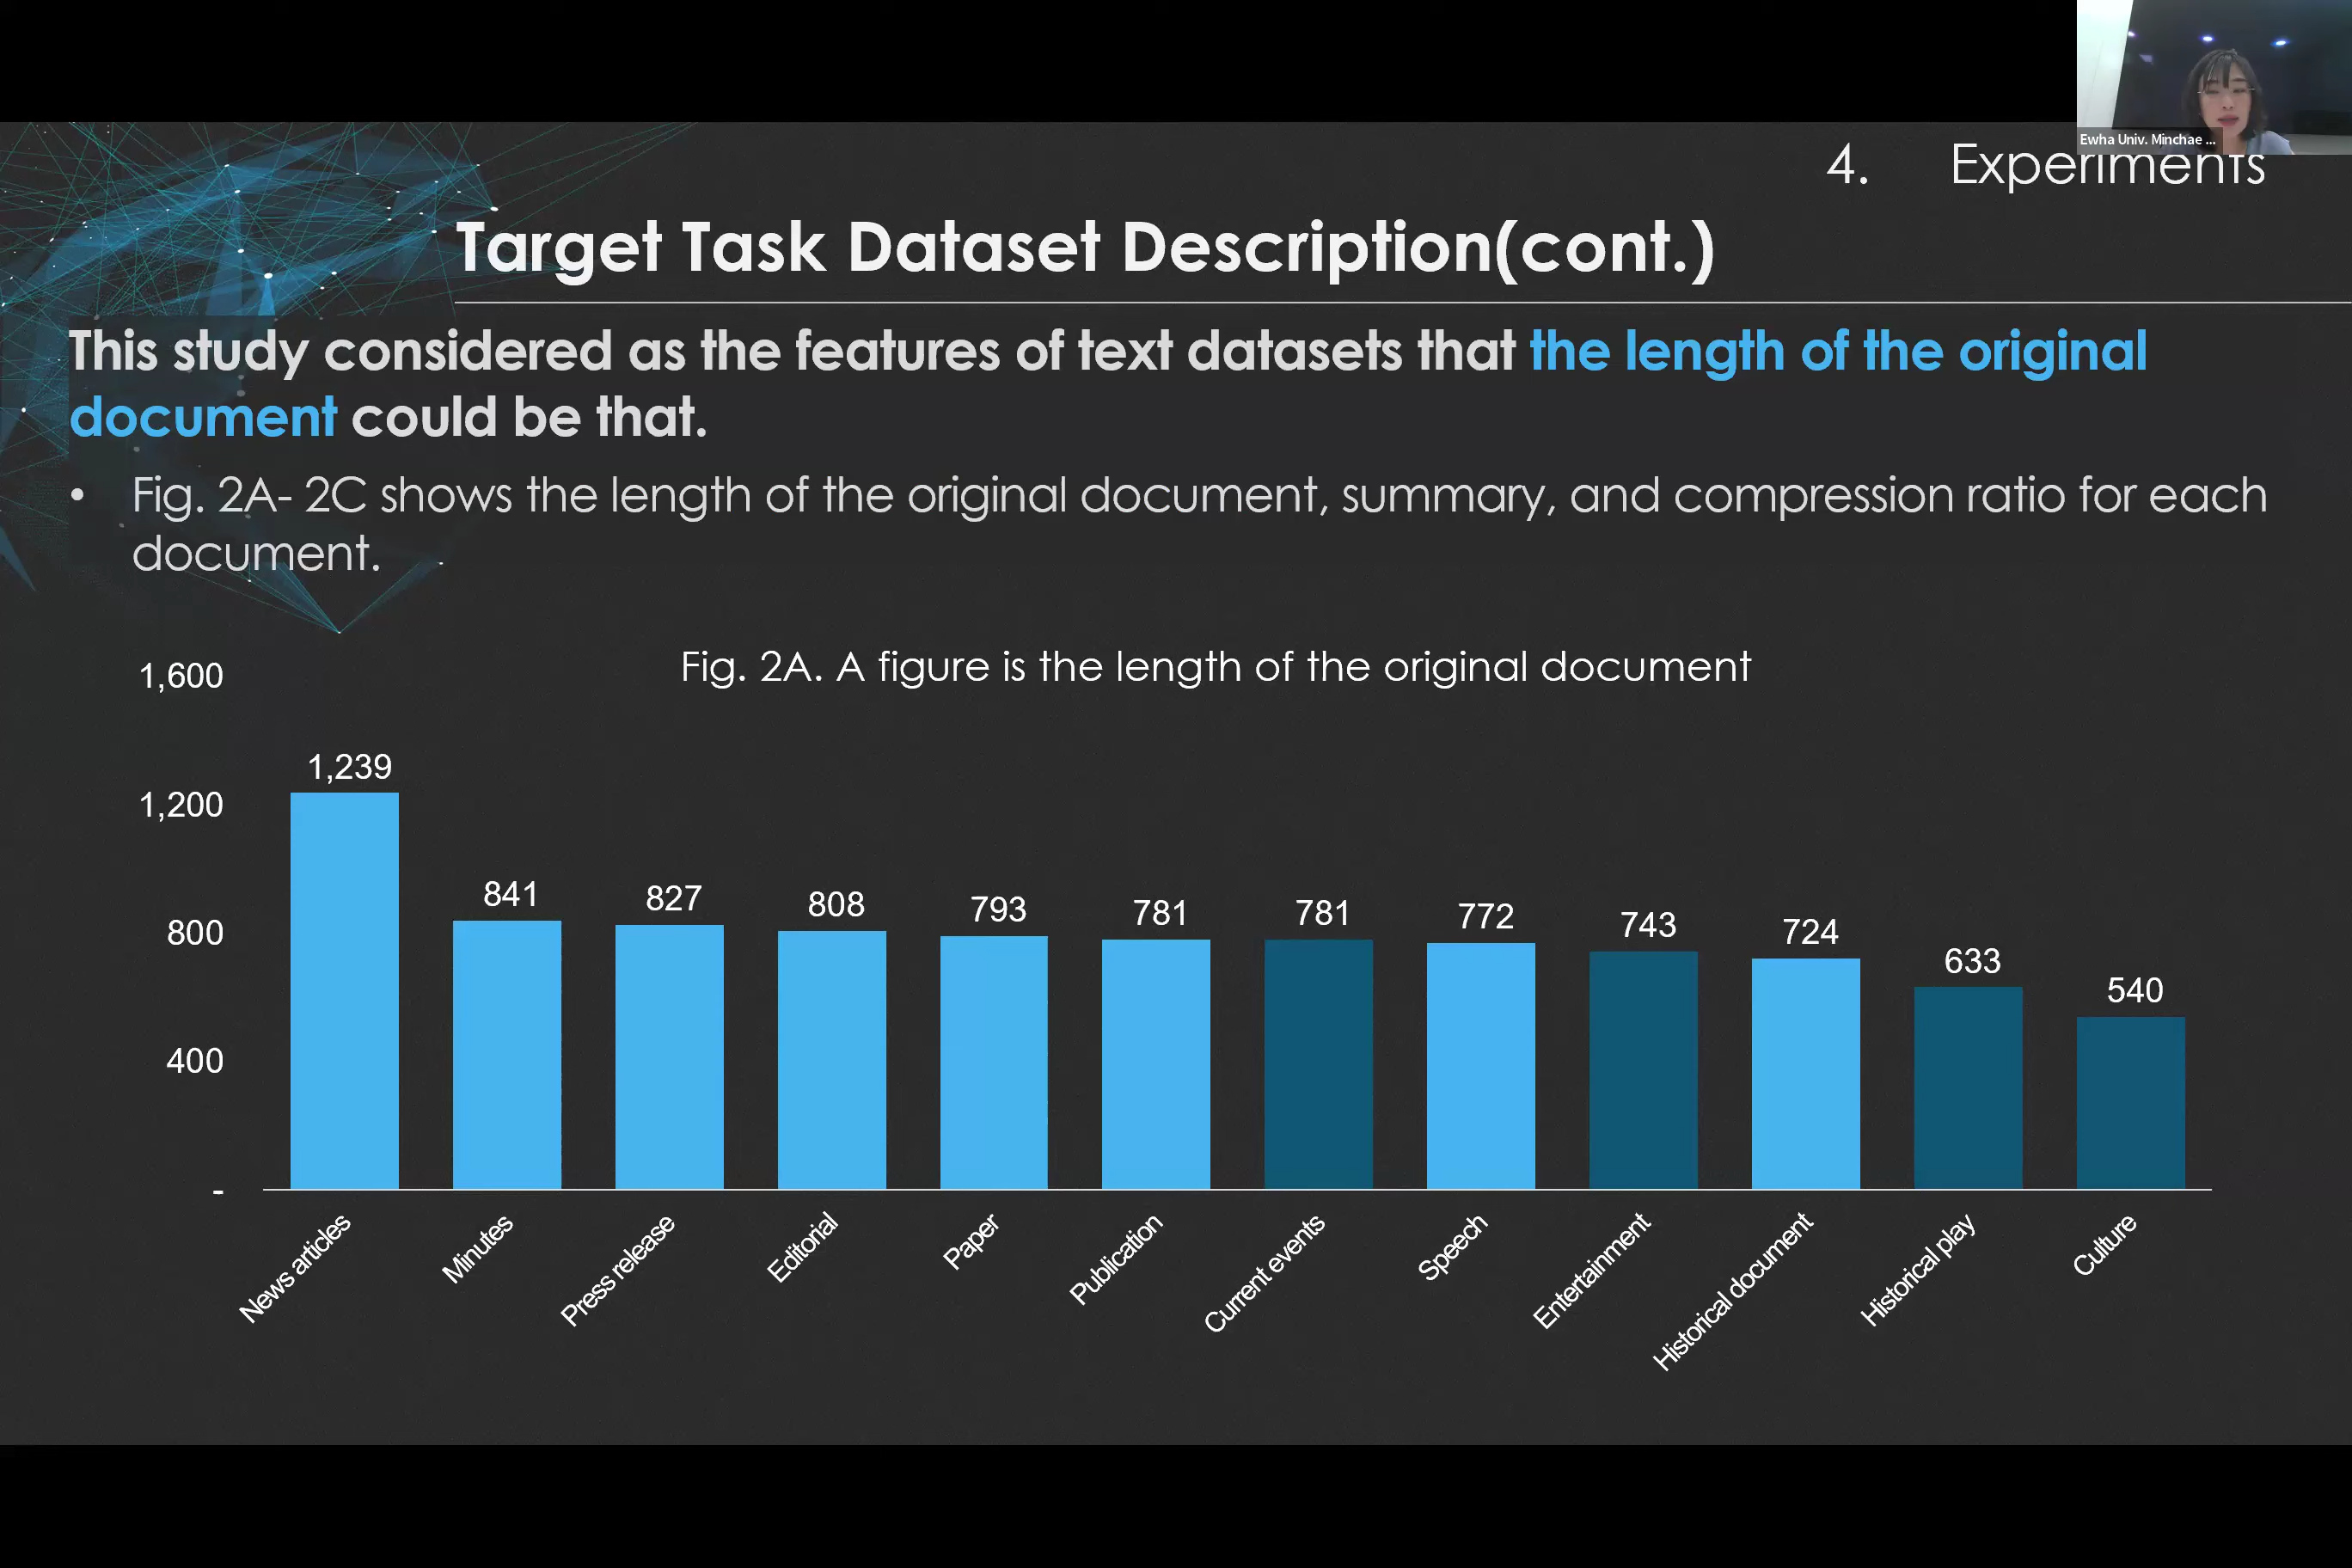 Ewha Univ. Minchae ...
4. Experiments
Target Task Dataset Description(cont.)
This study considered as the features of text datasets that the length of the original
document could be that.
• Fig. 2A- 2C shows the length of the original document, summary, and compression ratio for each
document.
Fig. 2A. A figure is the length of the original document
1,600
1,200
800
400
-
1,239
841
827
808
793
781
781
772
743
724
633
540
News articles
Minutes
Press release
Editorial
Paper
Publication
Current events
Speech
Entertainment
Historical document
Historical play
Culture